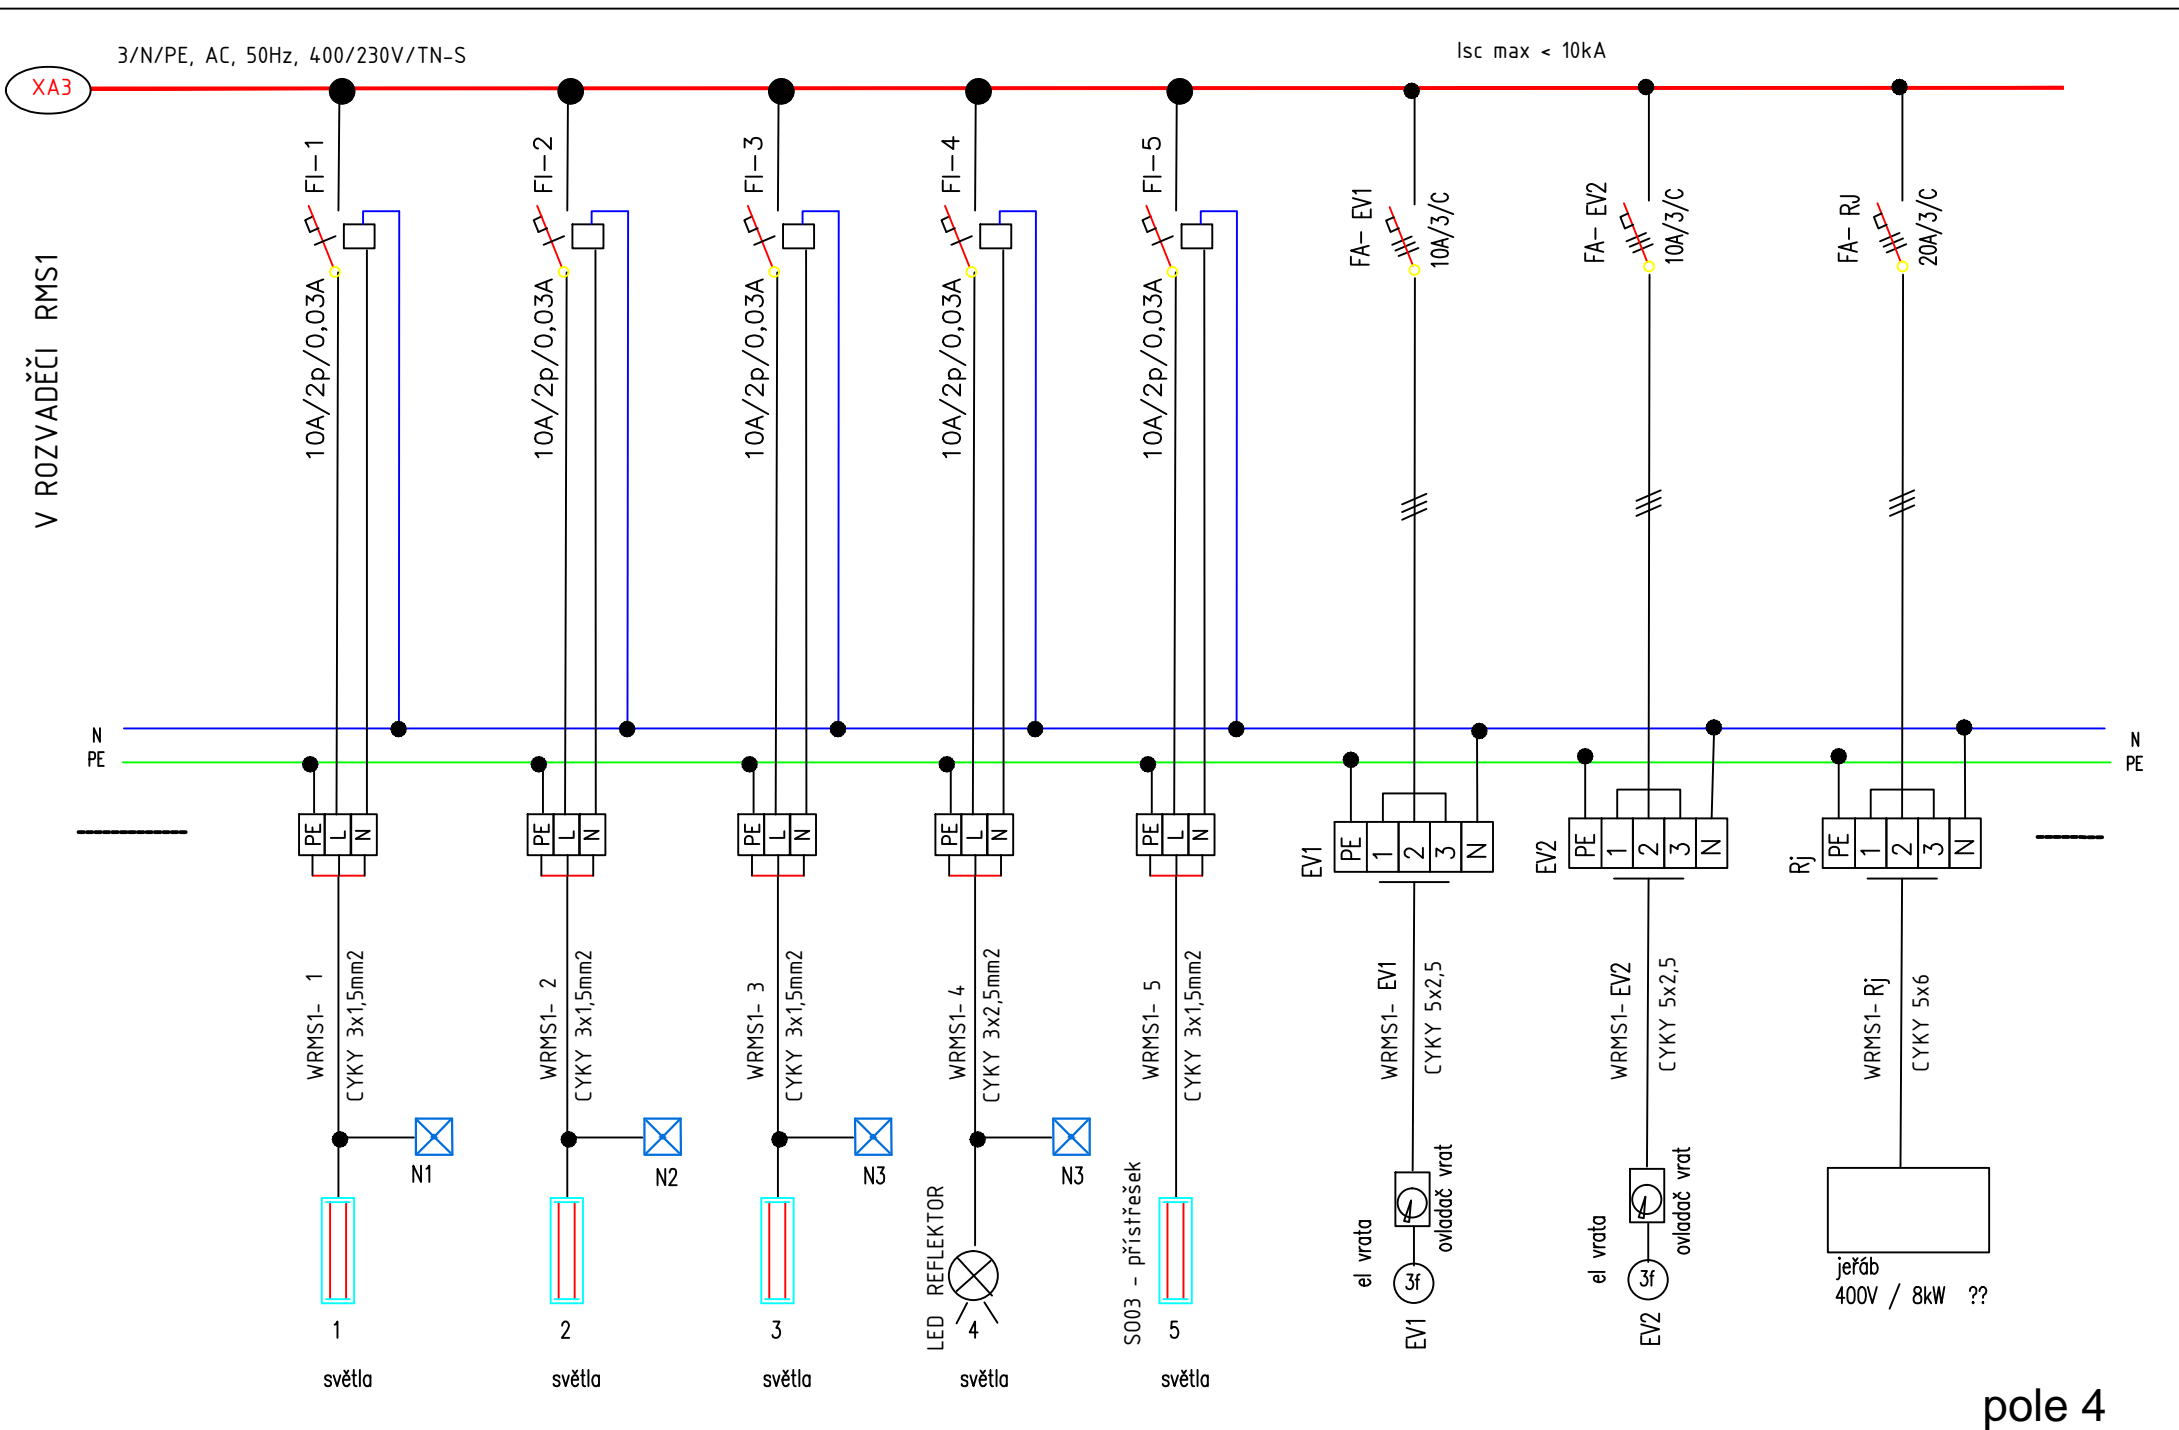 3/N/PE, AC, 50Hz, 400/230V/TN-S
Isc max < 10kA
XA3
V ROZVADĚČI RMS1
FI-1
10A/2p/0,03A
FI-2
10A/2p/0,03A
FI-3
10A/2p/0,03A
FI-4
10A/2p/0,03A
FI-5
10A/2p/0,03A
FA- EV1
10A/3/C
FA- EV2
10A/3/C
FA- RJ
20A/3/C
N
PE
N
PE
PE L N
PE L N
PE L N
PE L N
PE L N
EV1
PE 1 2 3 N
EV2
PE 1 2 3 N
Rj
PE 1 2 3 N
WRMS1- 1
CYKY 3x1,5mm2
WRMS1- 2
CYKY 3x1,5mm2
WRMS1- 3
CYKY 3x1,5mm2
WRMS1- 4
CYKY 3x2,5mm2
WRMS1- 5
CYKY 3x1,5mm2
WRMS1- EV1
CYKY 5x2,5
WRMS1- EV2
CYKY 5x2,5
WRMS1- Rj
CYKY 5x6
N1
N2
N3
N3
LED REFLEKTOR
SO03 - přístřešek
el vrata
ovladač vrat
3f
EV1
el vrata
ovladač vrat
3f
EV2
jeřáb
400V / 8kW ??
1
2
3
4
5
světla
světla
světla
světla
světla
pole 4